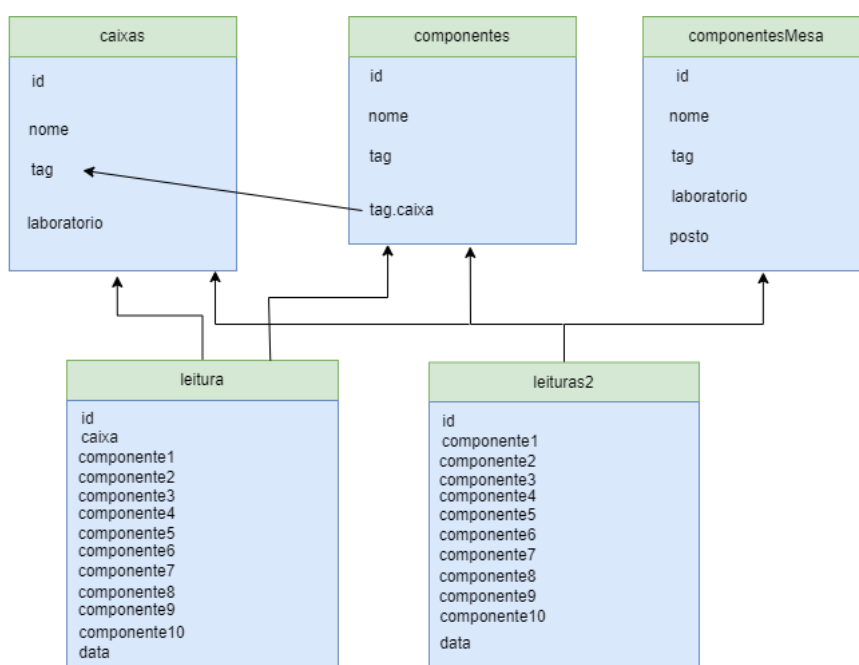 caixas
id
nome
tag
laboratorio
componentes
id
nome
tag
tag.caixa
componentesMesa
id
nome
tag
laboratorio
posto
leitura
id
caixa
componente1
componente2
componente3
componente4
componente5
componente6
componente7
componente8
componente9
componente10
data
leituras2
id
componente1
componente2
componente3
componente4
componente5
componente6
componente7
componente8
componente9
componente10
data